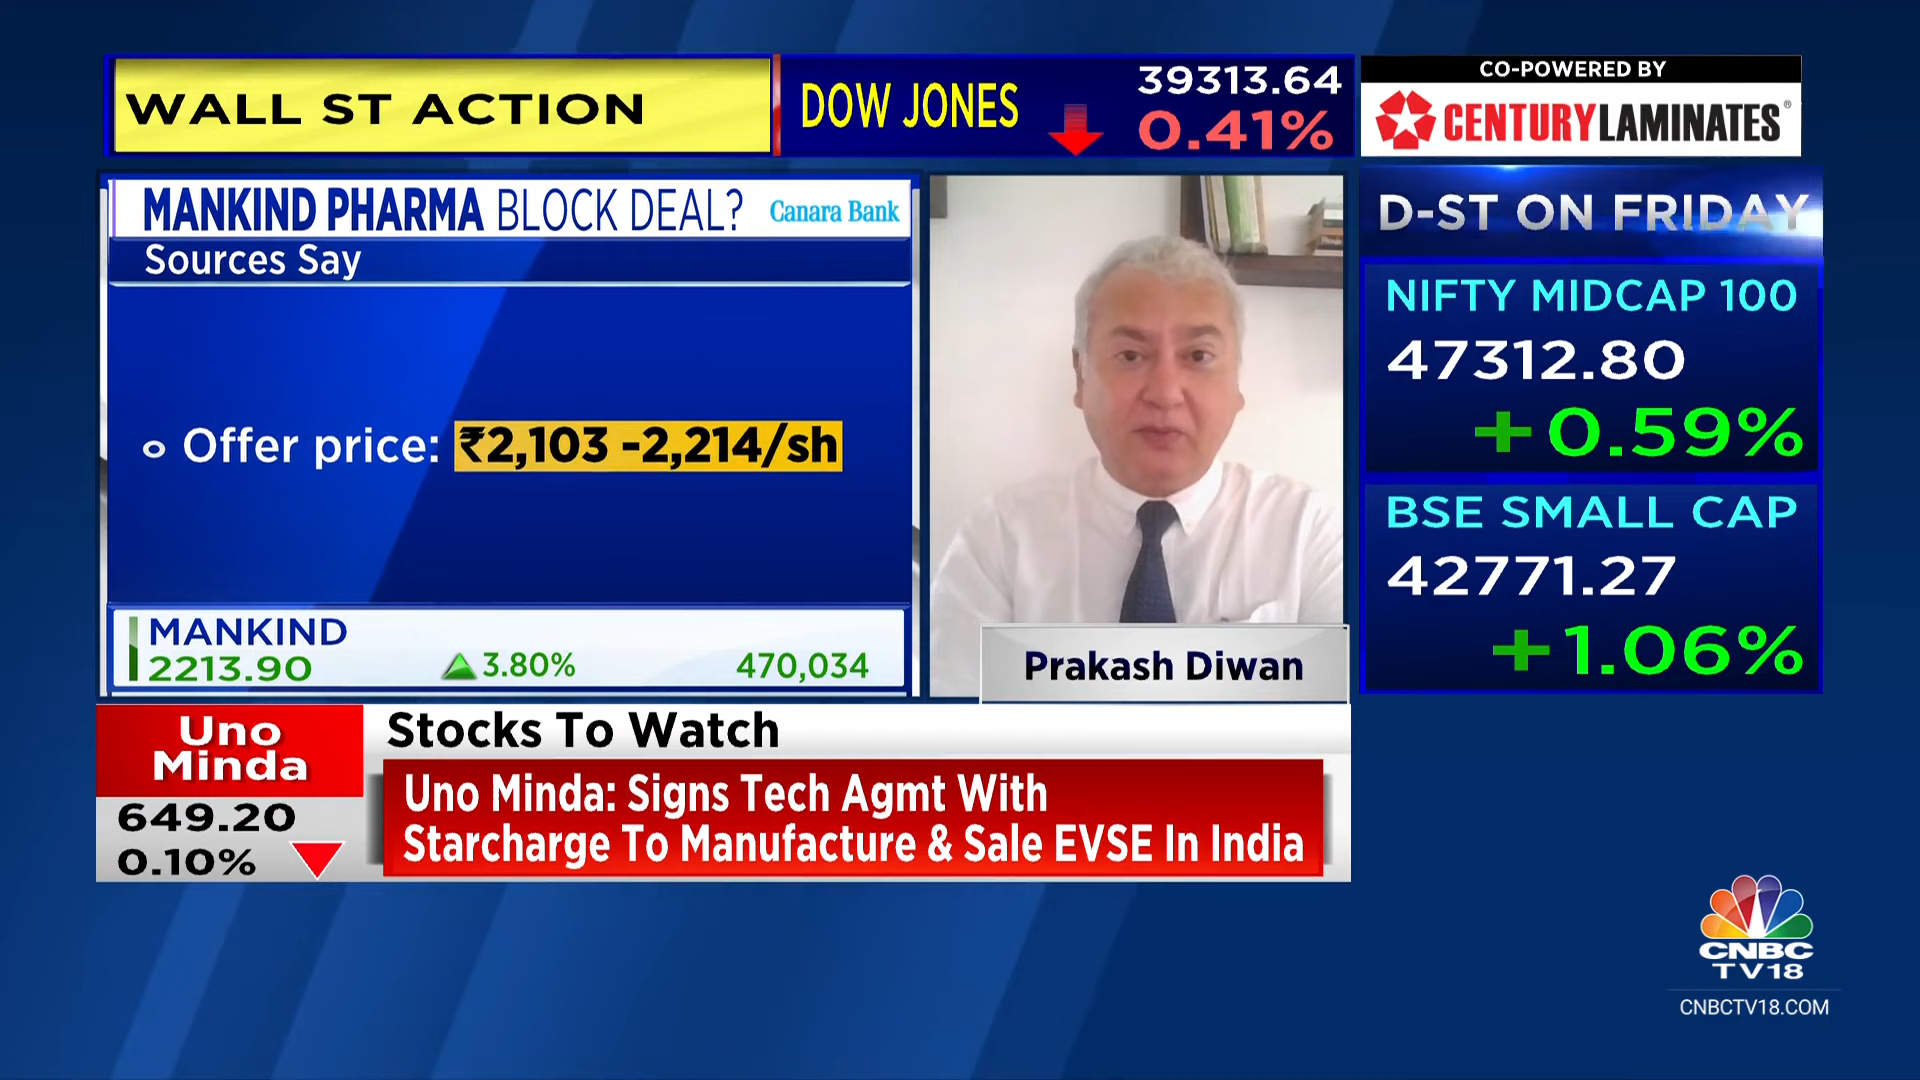 WALL ST ACTION
DOW JONES
39313.64
0.41%
CO-POWERED BY
CENTURYLAMINATES®
MANKIND PHARMA BLOCK DEAL?
Canara Bank
Sources Say
Offer price: ₹2,103 -2,214/sh
MANKIND
2213.90 3.80% 470,034
Prakash Diwan
D-ST ON FRIDAY
NIFTY MIDCAP 100
47312.80
+0.59%
BSE SMALL CAP
42771.27
+1.06%
Uno
Minda
649.20
0.10%
Stocks To Watch
Uno Minda: Signs Tech Agmt With
Starcharge To Manufacture & Sale EVSE In India
CNBC
TV18
CNBCTV18.COM